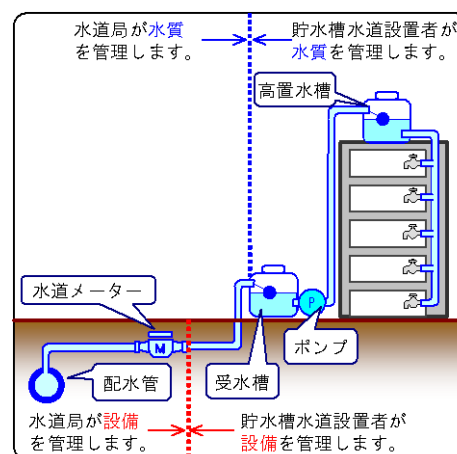 水道局が水質
を管理します。
貯水槽水道設置者が
水質を管理します。
高置水槽
水道メーター
M
P
ポンプ
配水管
受水槽
水道局が設備
を管理します。
貯水槽水道設置者が
設備を管理します。